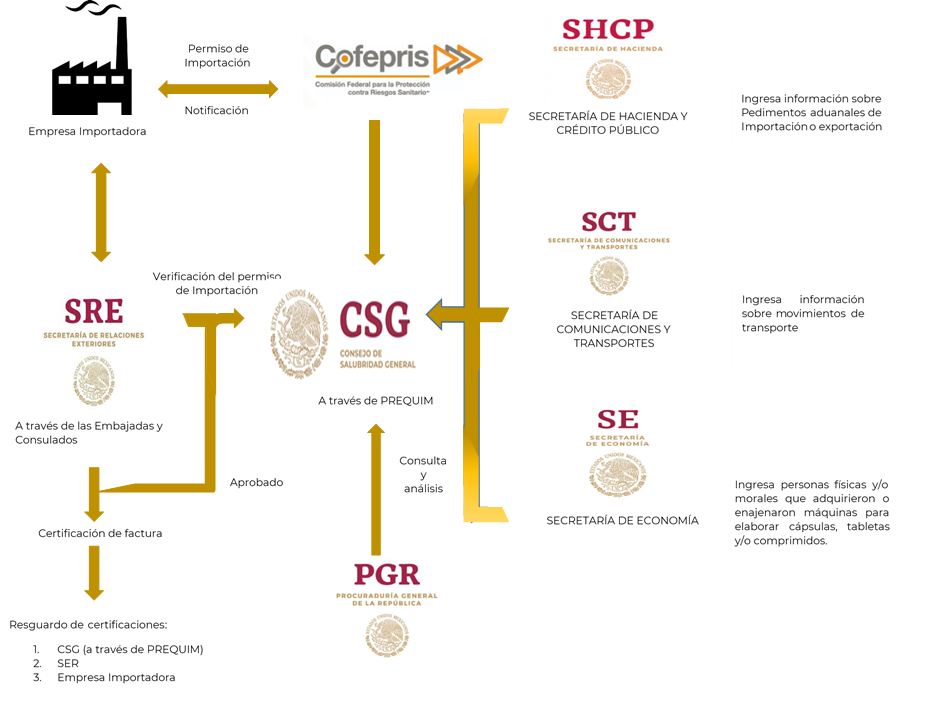 Permiso de
Importación
Notificación
Empresa Importadora
Cofepris
Comisión Federal para la Protección
contra Riesgos Sanitario*
SHCP
SECRETARÍA DE HACIENDA
SECRETARÍA DE HACIENDA Y
CRÉDITO PÚBLICO
Ingresa información sobre
Pedimentos aduanales de
Importación o exportación
SCT
SECRETARÍA DE COMUNICACIONES
Y TRANSPORTES
SECRETARÍA DE
COMUNICACIONES Y
TRANSPORTES
Ingresa información
sobre movimientos de
transporte
Verificación del permiso
de Importación
SRE
SECRETARÍA DE RELACIONES
EXTERIORES
A través de las Embajadas y
Consulados
ESTADOS UNIDOS MEXICANOS
CSG
CONSEJO DE
SALUBRIDAD GENERAL
A través de PREQUIM
Consulta
y
análisis
Aprobado
Certificación de factura
SE
SECRETARÍA
DE ECONOMÍA
SECRETARÍA DE ECONOMÍA
Ingresa personas físicas y/o
morales que adquirieron o
enajenaron máquinas para
elaborar cápsulas, tabletas
y/o comprimidos.
PGR
PROCURADURÍA GENERAL
DE LA REPÚBLICA
Resguardo de certificaciones:
1. CSG (a través de PREQUIM)
2. SER
3. Empresa Importadora